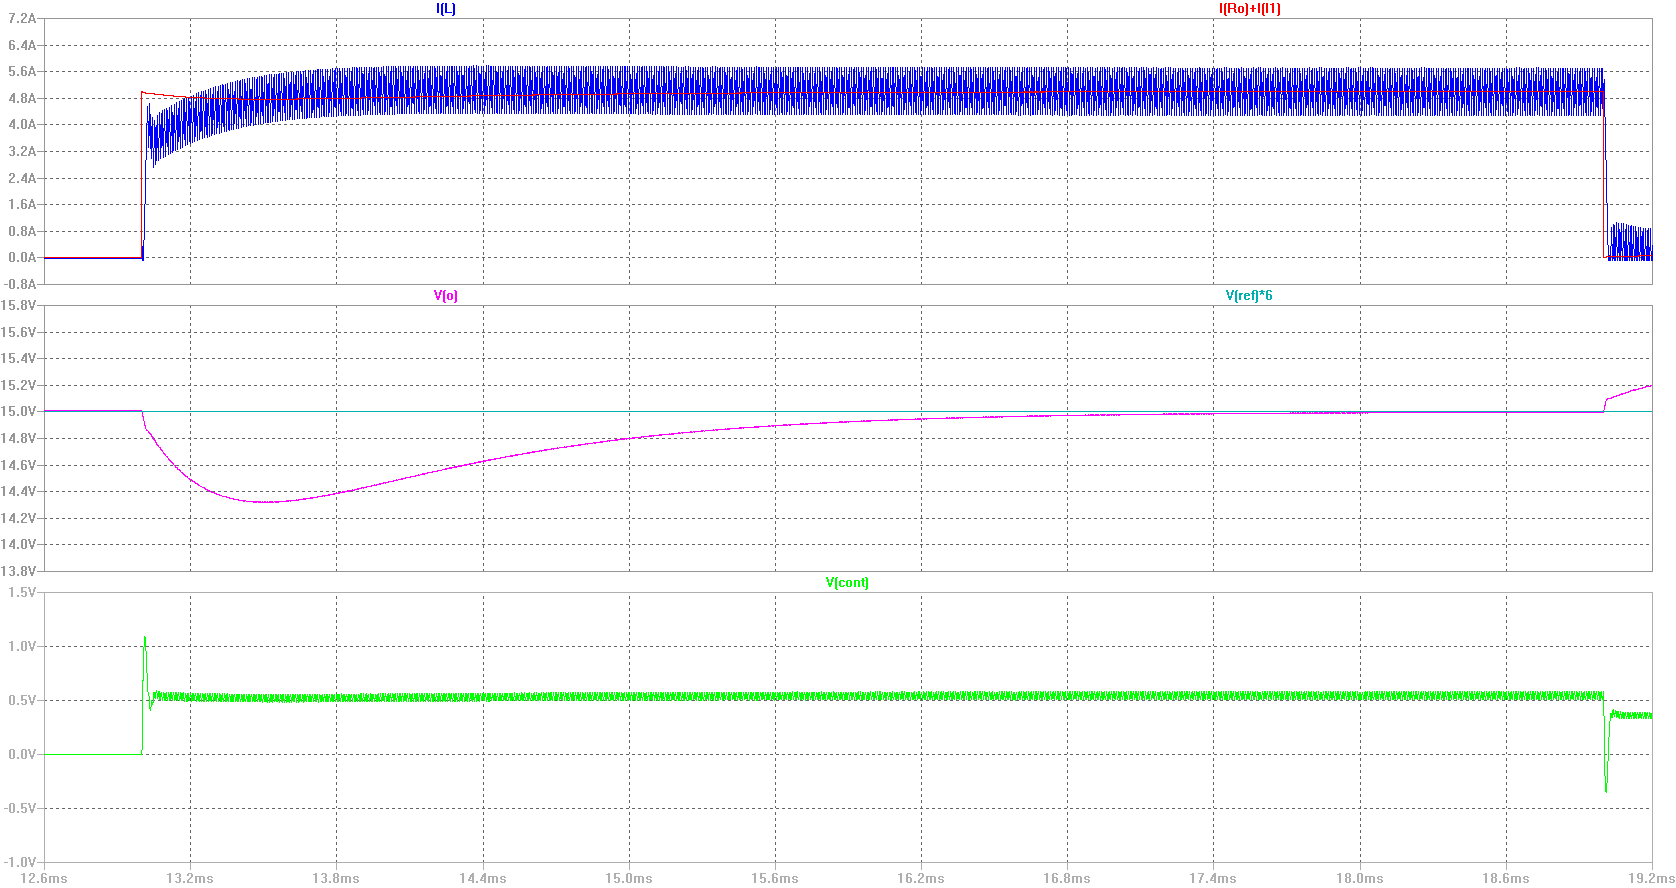 I(L) I(Ro)+I(I1)
7.2A
6.4A
5.6A
4.8A
4.0A
3.2A
2.4A
1.6A
0.8A
0.0A
-0.8A
V(o) V(ref)*6
15.8V
15.6V
15.4V
15.2V
15.0V
14.8V
14.6V
14.4V
14.2V
14.0V
13.8V
V(cont)
1.5V
1.0V
0.5V
0.0V
-0.5V
-1.0V
12.6ms 13.2ms 13.8ms 14.4ms 15.0ms 15.6ms 16.2ms 16.8ms 17.4ms 18.0ms 18.6ms 19.2ms